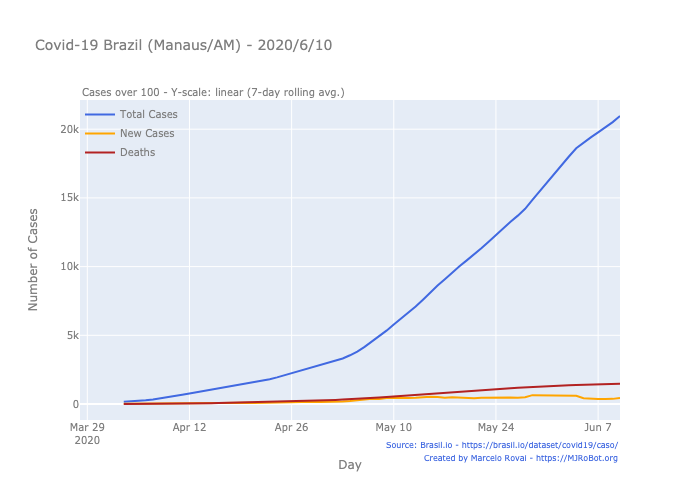 Covid-19 Brazil (Manaus/AM) - 2020/6/10
Cases over 100 - Y-scale: linear (7-day rolling avg.)
Total Cases
New Cases
Deaths
20k
15k
10k
5k
0
Number of Cases
Mar 29
2020
Apr 12
Apr 26
May 10
May 24
Jun 7
Day
Source: Brasil.io - https://brasil.io/dataset/covid19/caso/
Created by Marcelo Rovai - https://MJRoBot.org